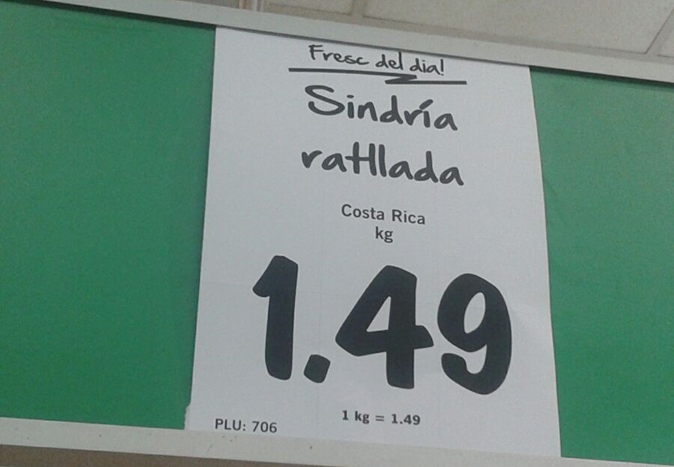 Fresc del dia!
Sindría
ratllada
Costa Rica
kg
1.49
1 kg = 1.49
PLU: 706